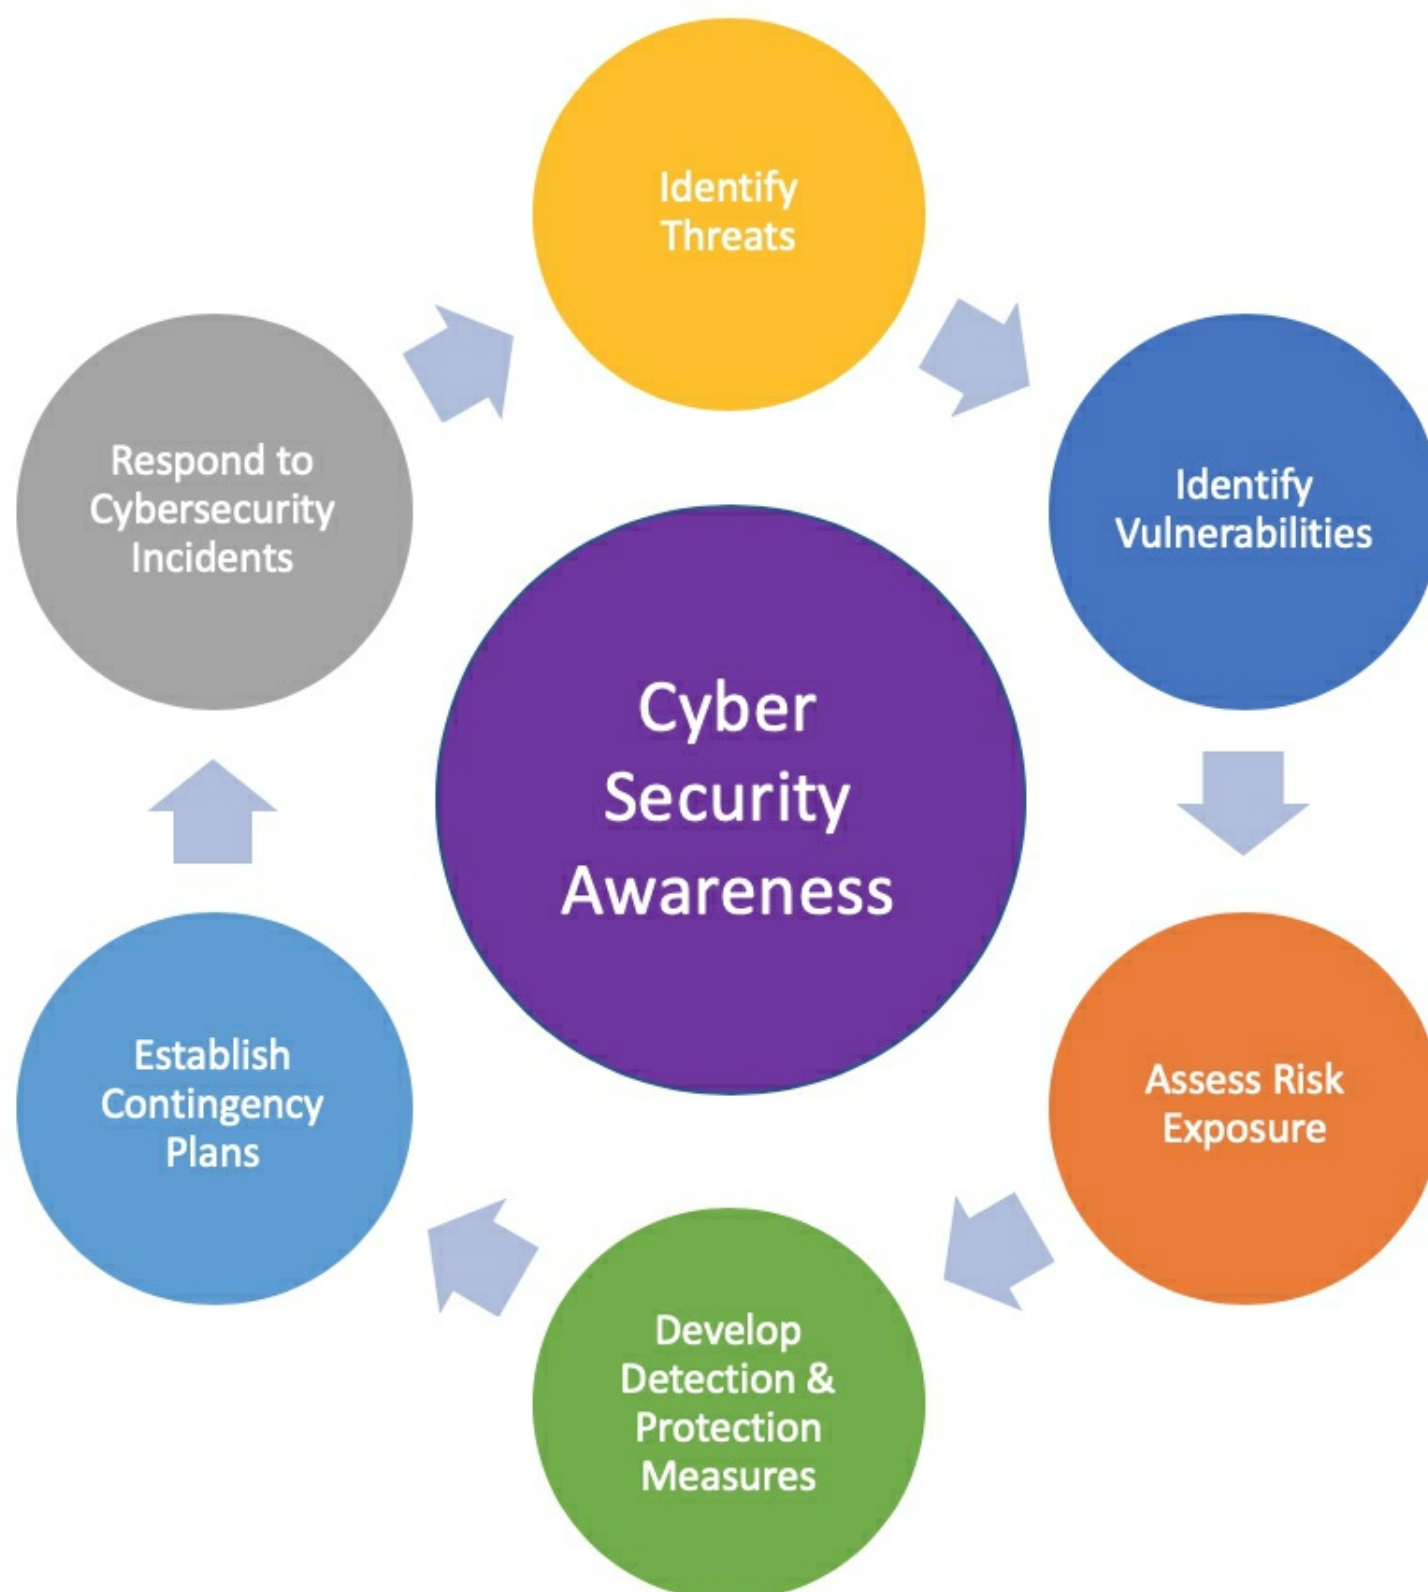 Identify
Threats
Identify
Vulnerabilities
Assess Risk
Exposure
Develop
Detection &
Protection
Measures
Establish
Contingency
Plans
Respond to
Cybersecurity
Incidents
Cyber
Security
Awareness